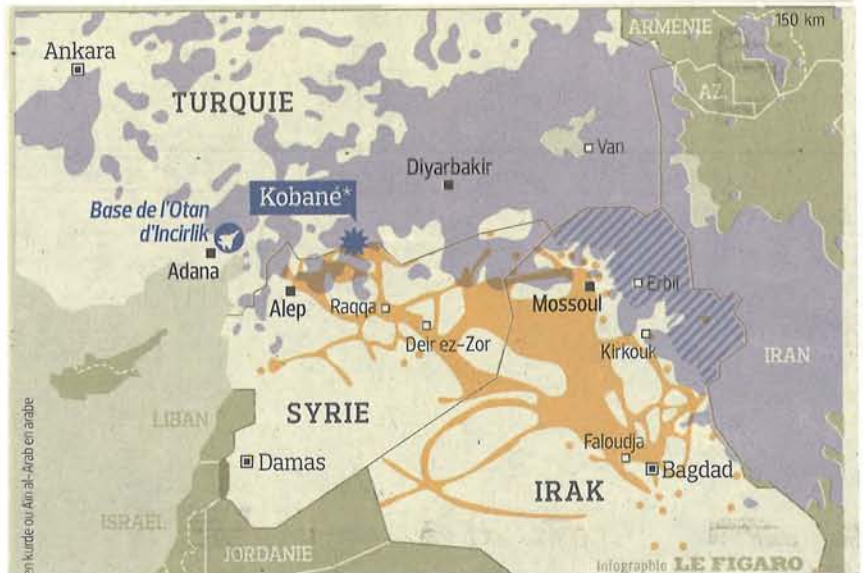 ARMÉNIE
150 km
Ankara
TURQUIE
AZ.
Van
Diyarbakir
Kobané*
Base de l'Otan
d'Incirlik
Adana
Alep
Raqqa
Deir ez-Zor
Mossoul
Erbil
Kirkouk
IRAN
SYRIE
LIBAN
Damas
Faloudja
Bagdad
IRAK
ISRAËL
JORDANIE
en kurde ou Aïn al-Arab en arabe
Infographie LE FIGARO